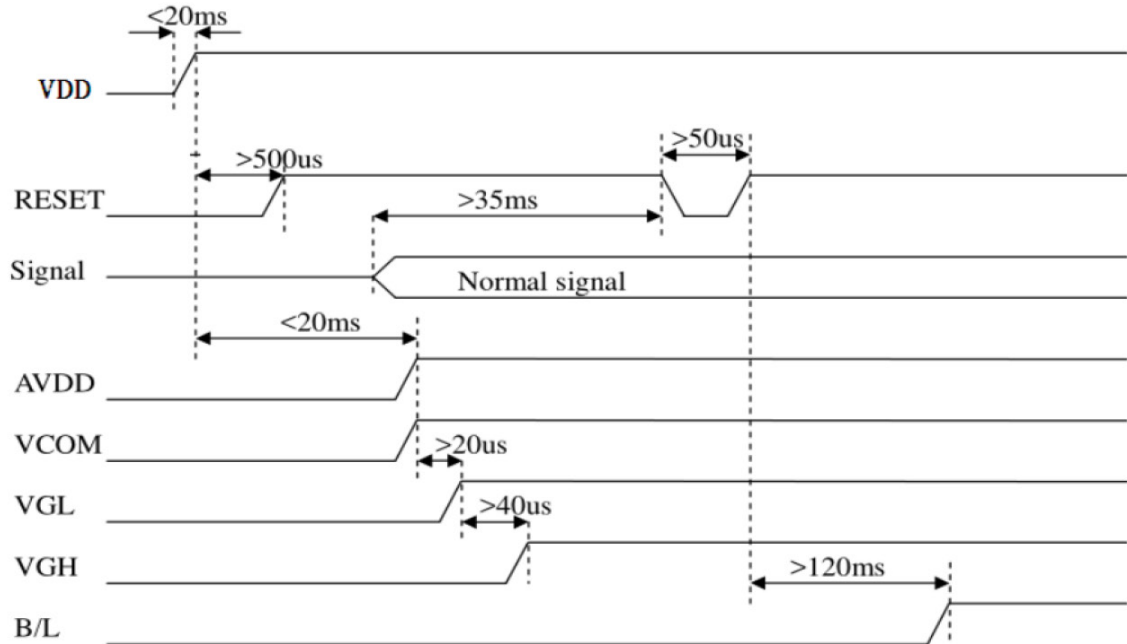 <20ms
VDD
>500us
>50us
RESET
>35ms
Signal
Normal signal
<20ms
AVDD
VCOM
>20us
VGL
>40us
VGH
>120ms
B/L